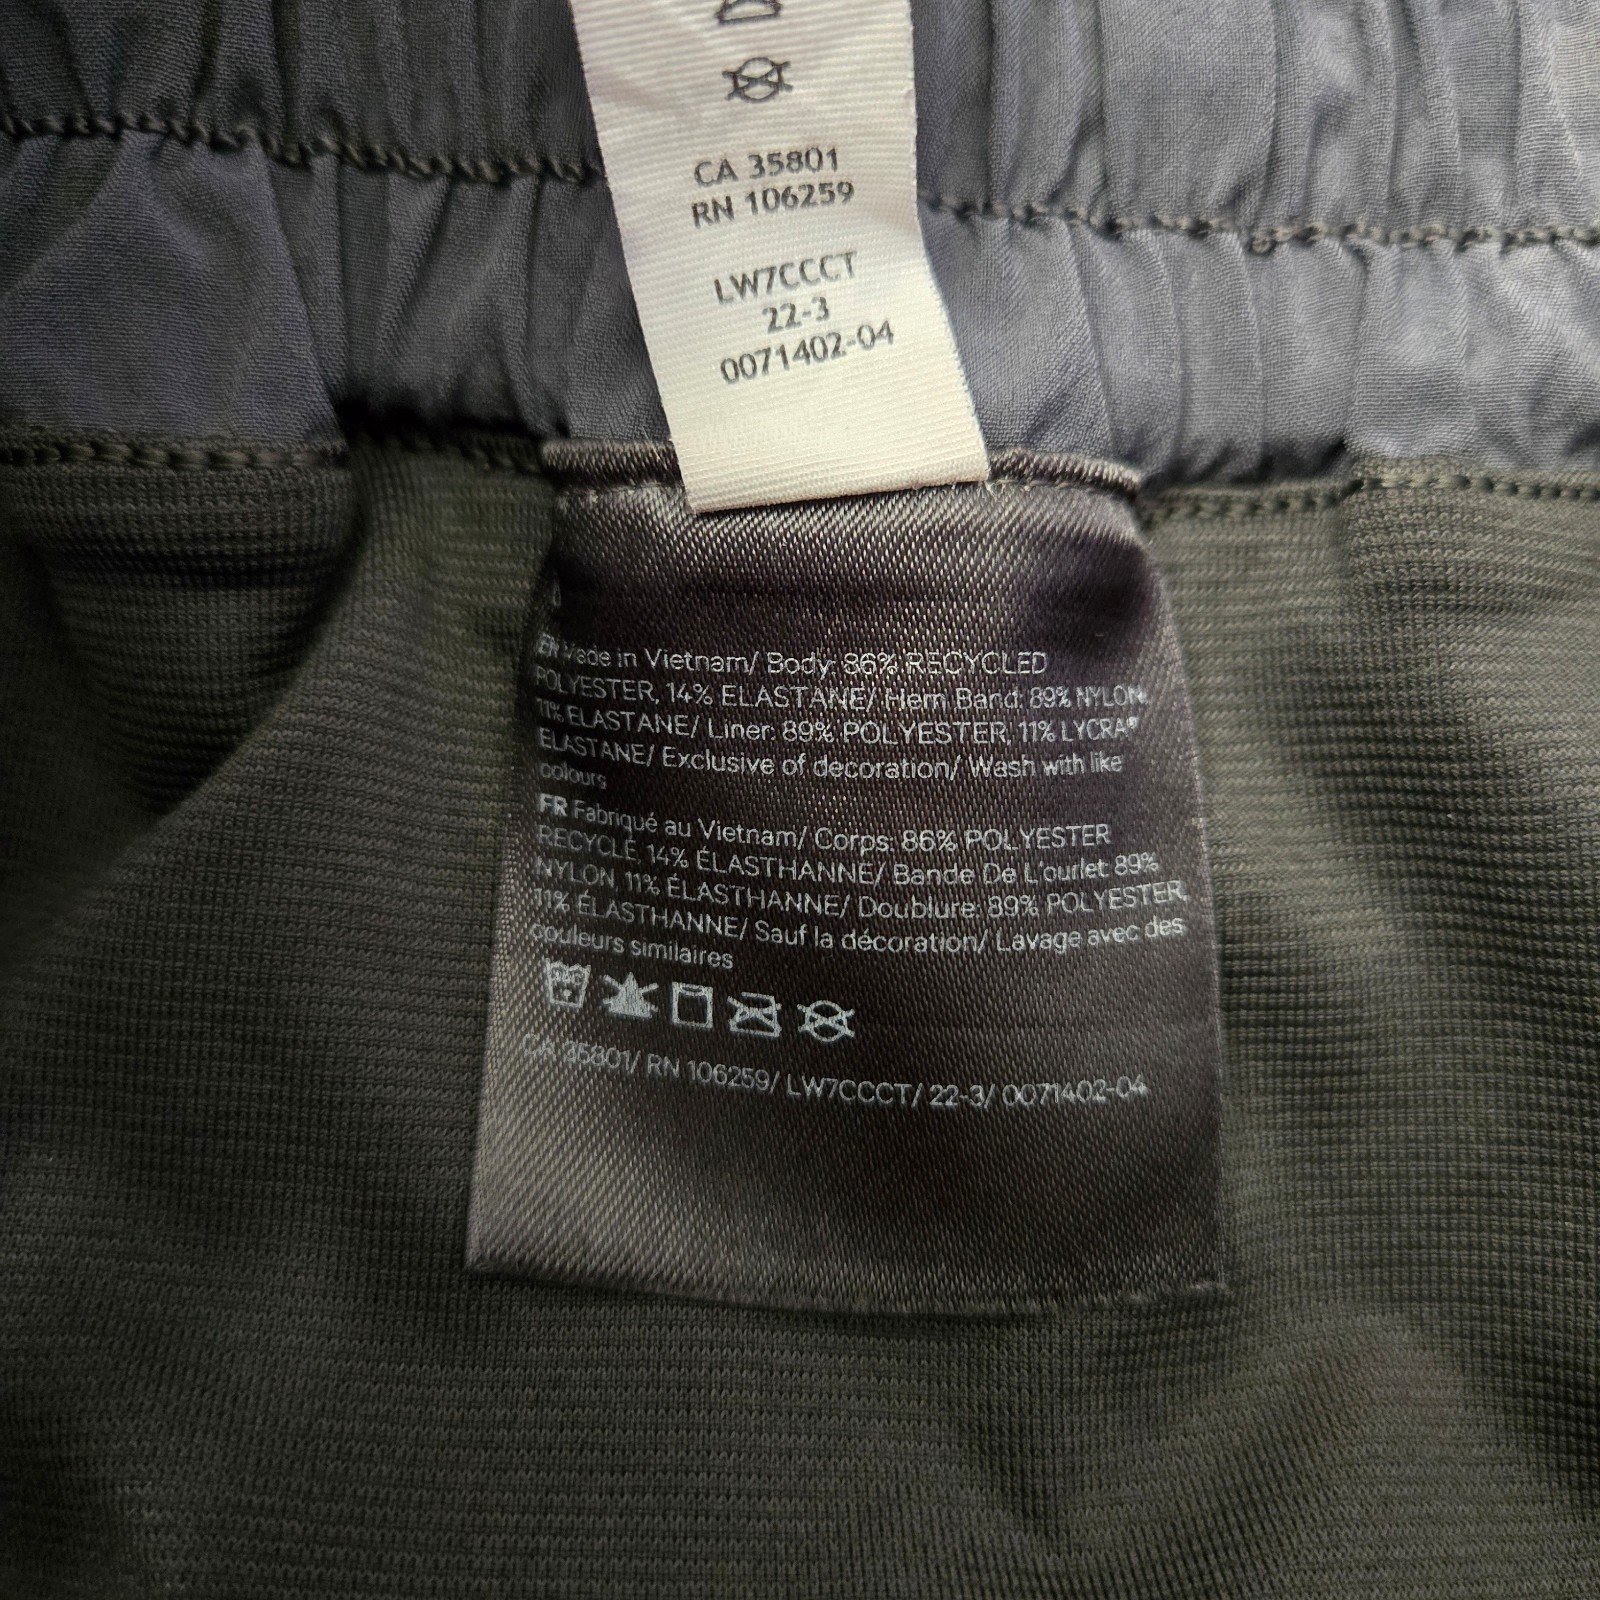 CA 35801
RN 106259
LW7CCCT
22-3
0071402-04
EN Made in Vietnam/ Body: 86% RECYCLED
POLYESTER, 14% ELASTANE/ Hem Band: 89% NYLON,
11% ELASTANE/ Liner: 89% POLYESTER, 11% LYCRA®
ELASTANE/ Exclusive of decoration/ Wash with like
colours
FR Fabriqué au Vietnam/ Corps: 86% POLYESTER
RECYCLÉ, 14% ÉLASTHANNE/ Bande De L'ourlet: 89%
NYLON, 11% ÉLASTHANNE/ Doublure: 89% POLYESTER,
11% ÉLASTHANNE/ Sauf la décoration/ Lavage avec des
couleurs similaires
CA 35801/ RN 106259/ LW7CCCT/ 22-3/ 0071402-04